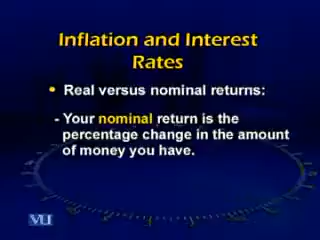 Inflation and Interest
Rates
• Real versus nominal returns:
- Your nominal return is the
percentage change in the amount
of money you have.
VU